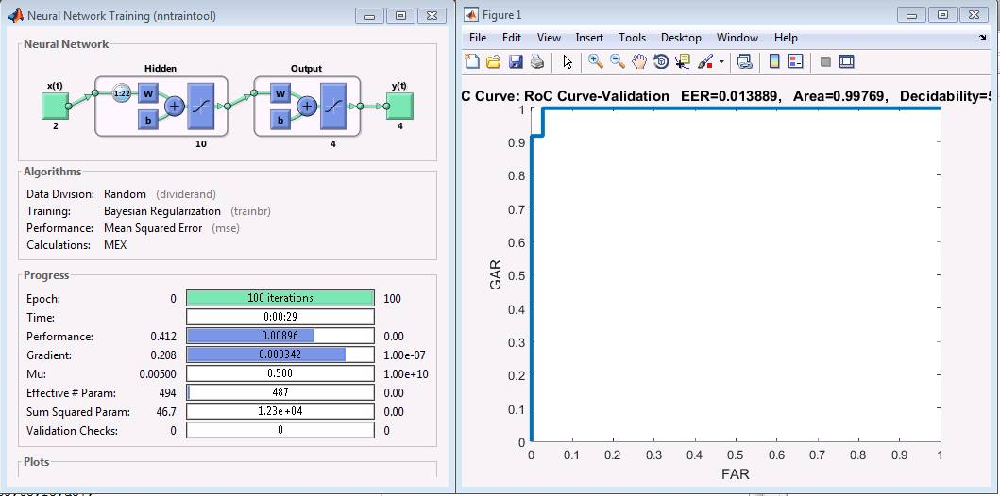 Neural Network Training (nntraintool)
Neural Network
Hidden
Output
x(t)
1:22
W
b
W
b
y(t)
2
10
4
4
Algorithms
Data Division: Random (dividerand)
Training: Bayesian Regularization (trainbr)
Performance: Mean Squared Error (mse)
Calculations: MEX
Progress
Epoch: 0 100 iterations 100
Time: 0:00:29
Performance: 0.412 0.00896 0.00
Gradient: 0.208 0.000342 1.00e-07
Mu: 0.00500 0.500 1.00e+10
Effective # Param: 494 487 0.00
Sum Squared Param: 46.7 1.23e+04 0.00
Validation Checks: 0 0 0
Plots
Figure 1
File Edit View Insert Tools Desktop Window Help
C Curve: RoC Curve-Validation EER=0.013889, Area=0.99769, Decidability=
1
0.9
0.8
0.7
0.6
0.5
0.4
0.3
0.2
0.1
0
GAR
0 0.1 0.2 0.3 0.4 0.5 0.6 0.7 0.8 0.9 1
FAR